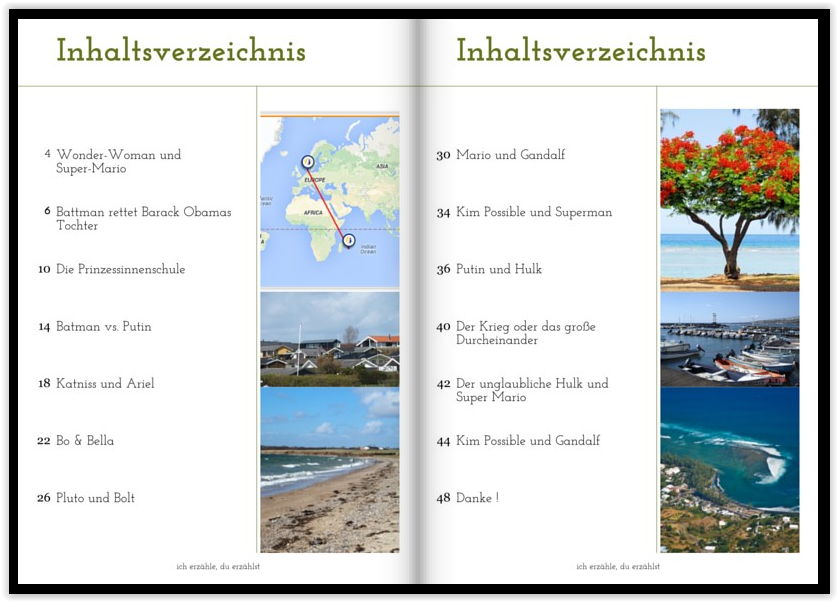 Inhaltsverzeichnis
4 Wonder-Woman und
Super-Mario
6 Battman rettet Barack Obamas
Tochter
10 Die Prinzessinnenschule
14 Batman vs. Putin
18 Katniss und Ariel
22 Bo & Bella
26 Pluto und Bolt
EUROPE
ASIA
AFRICA
Indian
Ocean
ich erzähle, du erzählst
Inhaltsverzeichnis
30 Mario und Gandalf
34 Kim Possible und Superman
36 Putin und Hulk
40 Der Krieg oder das große
Durcheinander
42 Der unglaubliche Hulk und
Super Mario
44 Kim Possible und Gandalf
48 Danke !
ich erzähle, du erzählst